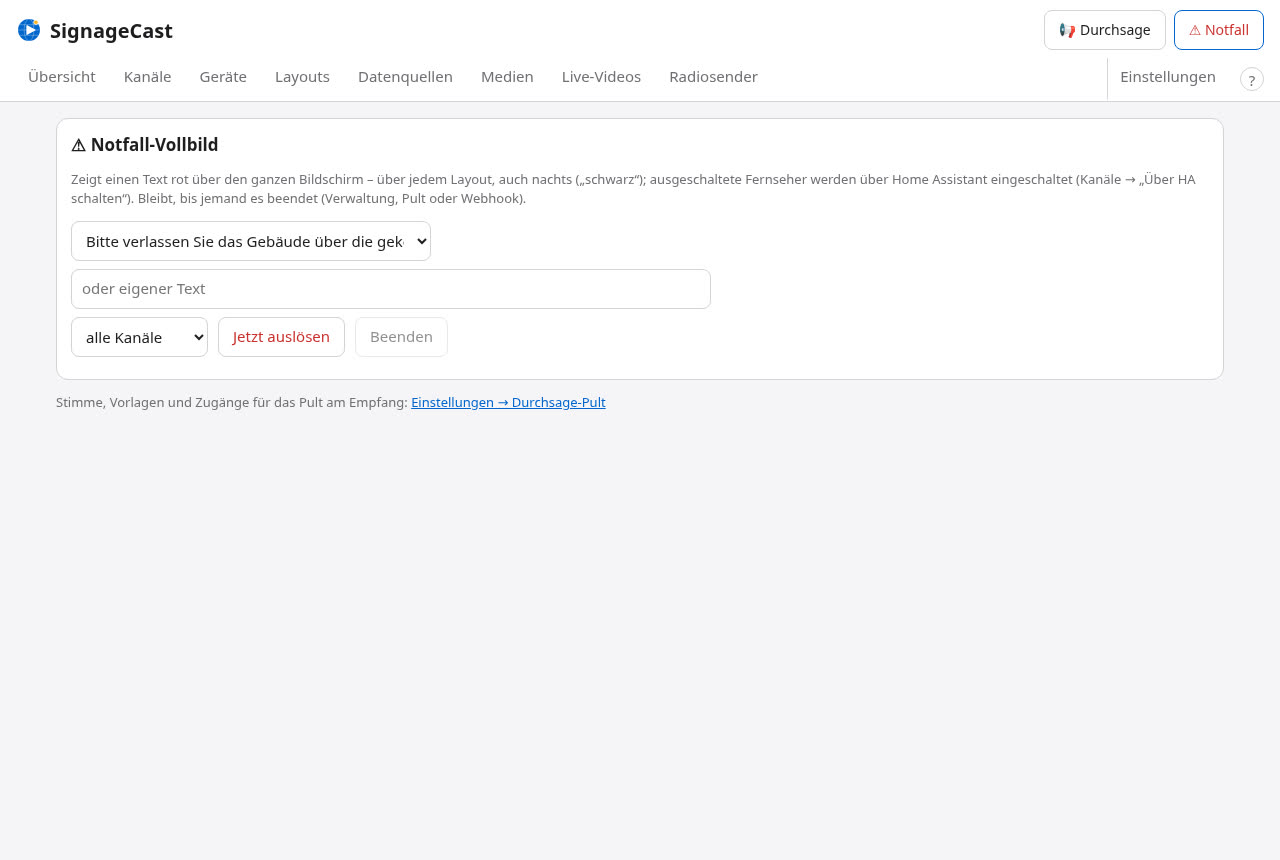 SignageCast
📢 Durchsage
⚠ Notfall
Übersicht
Kanäle
Geräte
Layouts
Datenquellen
Medien
Live-Videos
Radiosender
Einstellungen
?
⚠ Notfall-Vollbild
Zeigt einen Text rot über den ganzen Bildschirm – über jedem Layout, auch nachts („schwarz“); ausgeschaltete Fernseher werden über Home Assistant eingeschaltet (Kanäle → „Über HA
schalten“). Bleibt, bis jemand es beendet (Verwaltung, Pult oder Webhook).
Bitte verlassen Sie das Gebäude über die gek
oder eigener Text
alle Kanäle
Jetzt auslösen
Beenden
Stimme, Vorlagen und Zugänge für das Pult am Empfang: Einstellungen → Durchsage-Pult